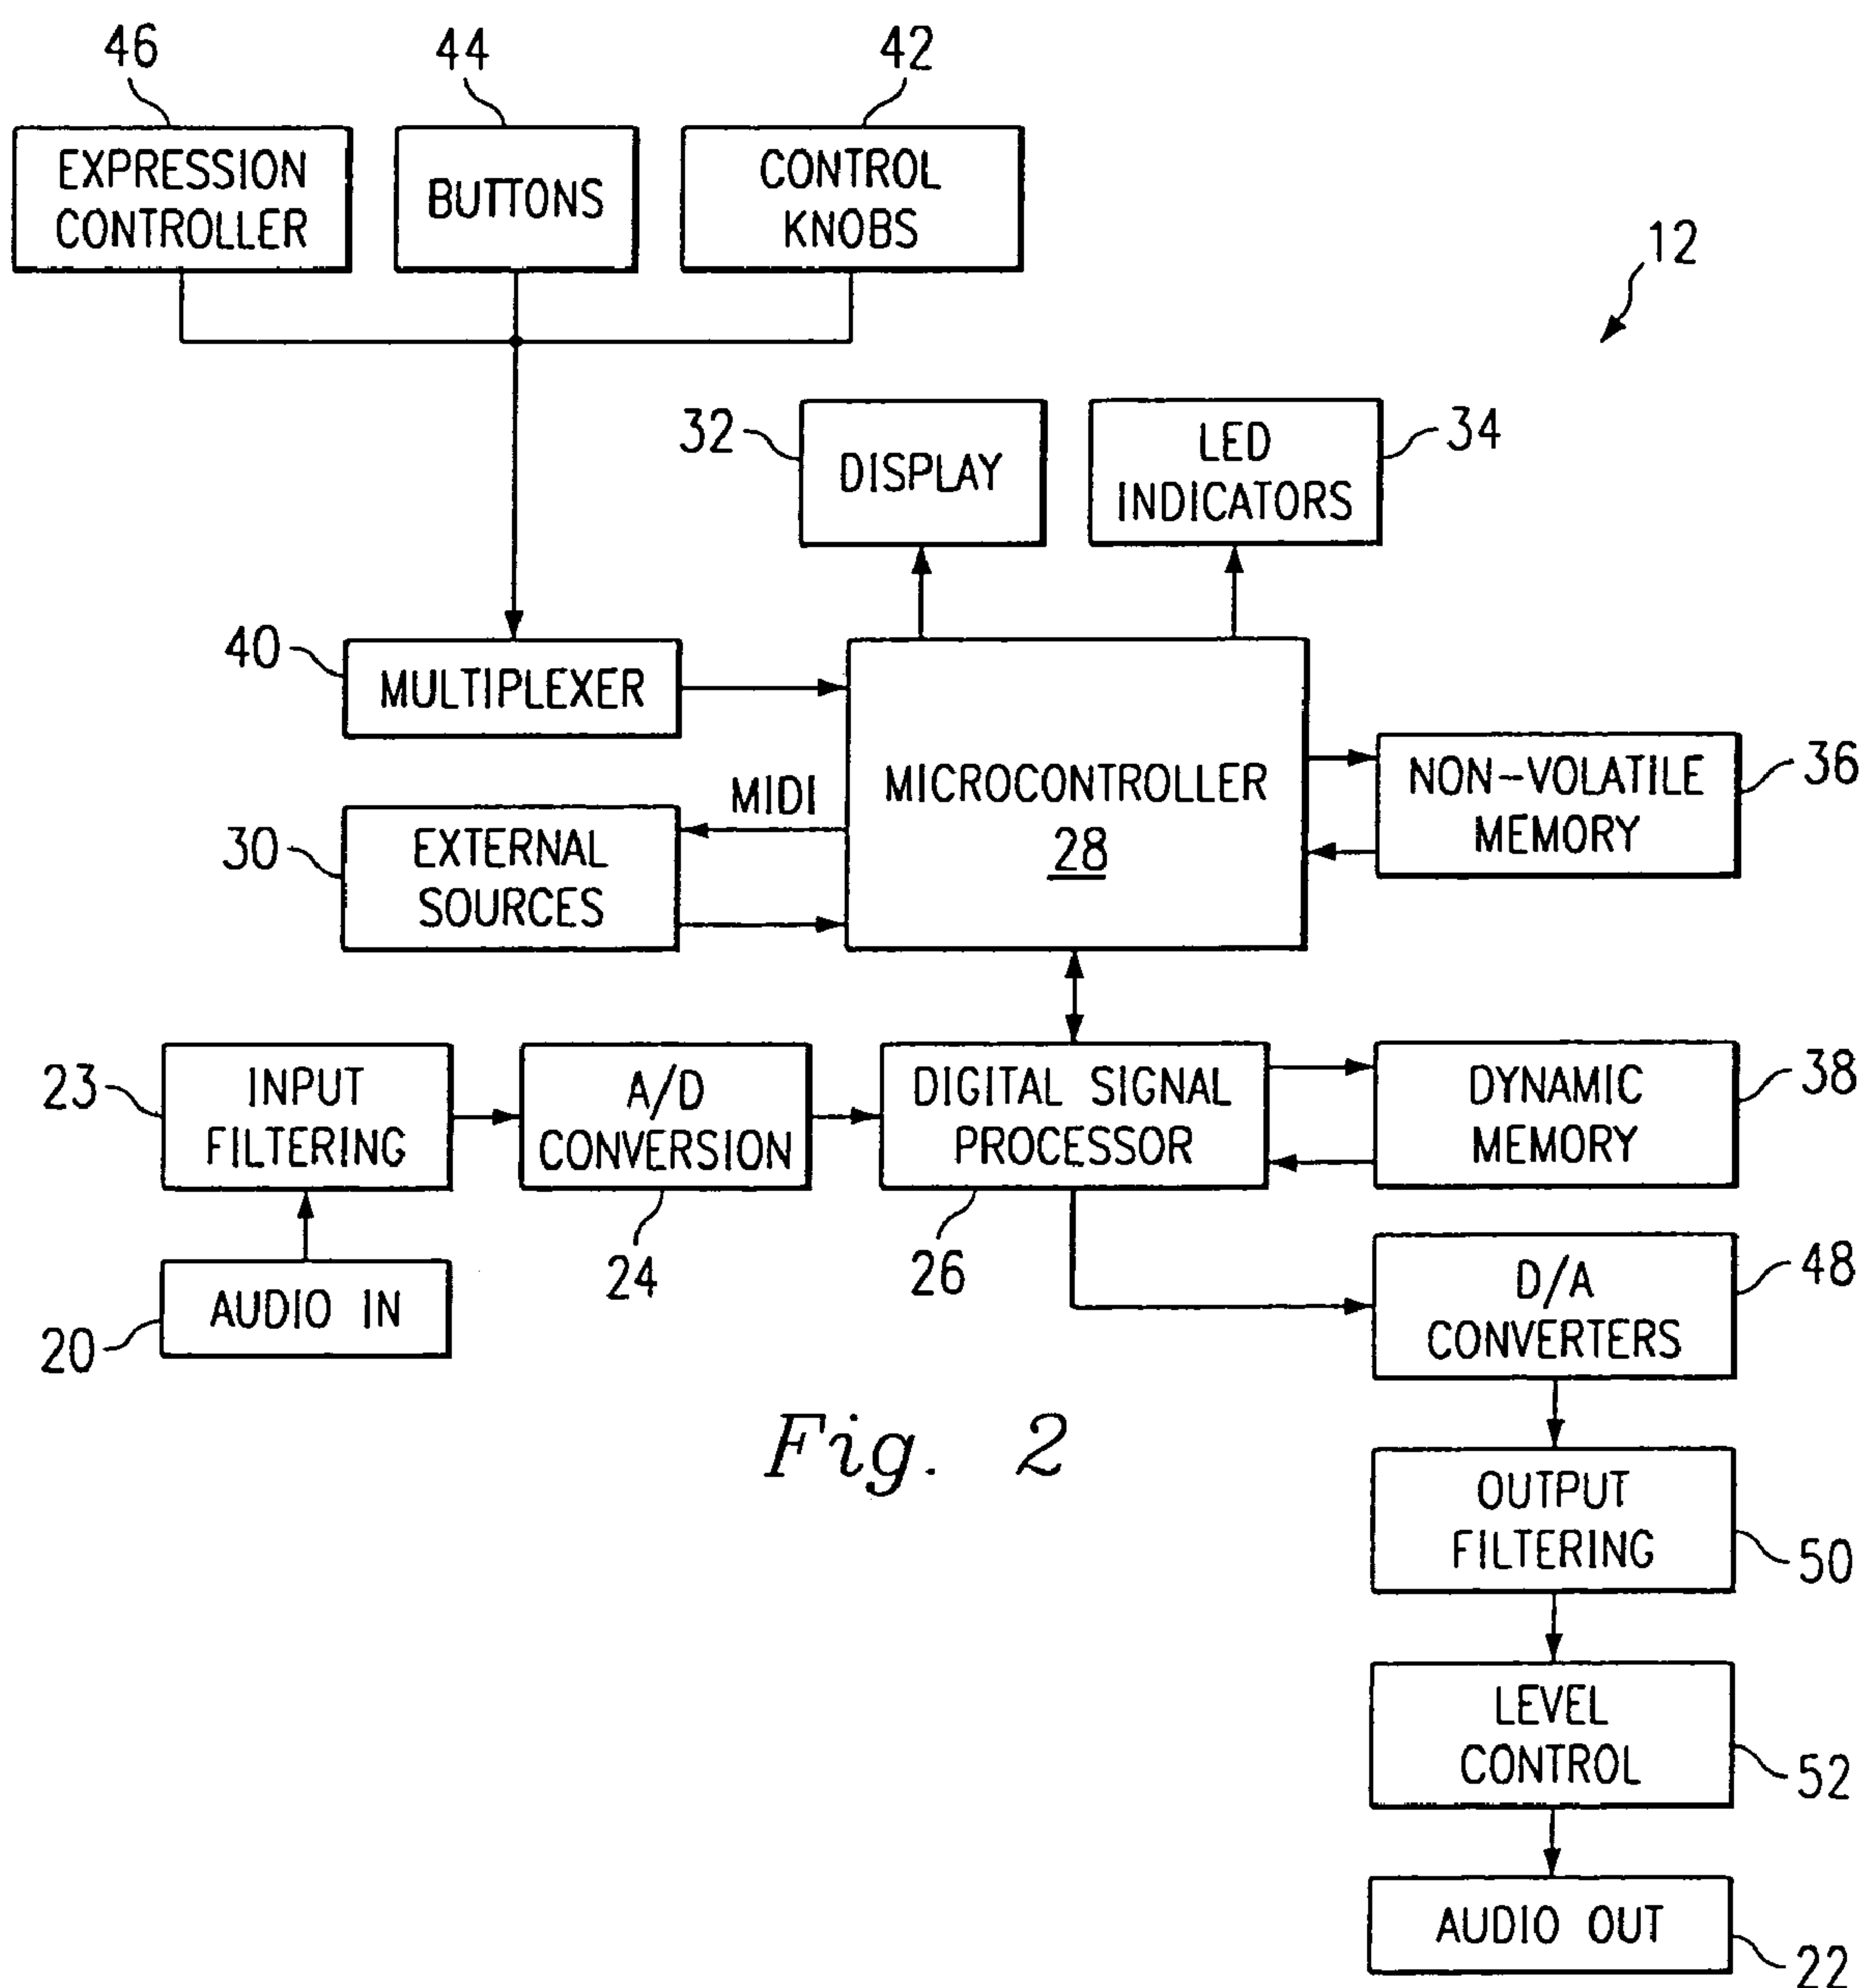 46
44
42
EXPRESSION
CONTROLLER
BUTTONS
CONTROL
KNOBS
12
32
DISPLAY
LED
INDICATORS
34
40
MULTIPLEXER
MICROCONTROLLER
28
NON-VOLATILE
MEMORY
36
MIDI
30
EXTERNAL
SOURCES
23
INPUT
FILTERING
A/D
CONVERSION
24
DIGITAL SIGNAL
PROCESSOR
26
DYNAMIC
MEMORY
38
20
AUDIO IN
D/A
CONVERTERS
48
Fig. 2
OUTPUT
FILTERING
50
LEVEL
CONTROL
52
AUDIO OUT
22